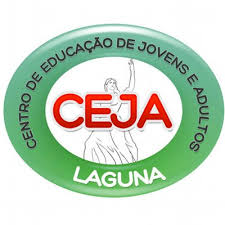 CENTRO DE EDUCAÇÃO DE JOVENS E ADULTOS
CEJA
LAGUNA